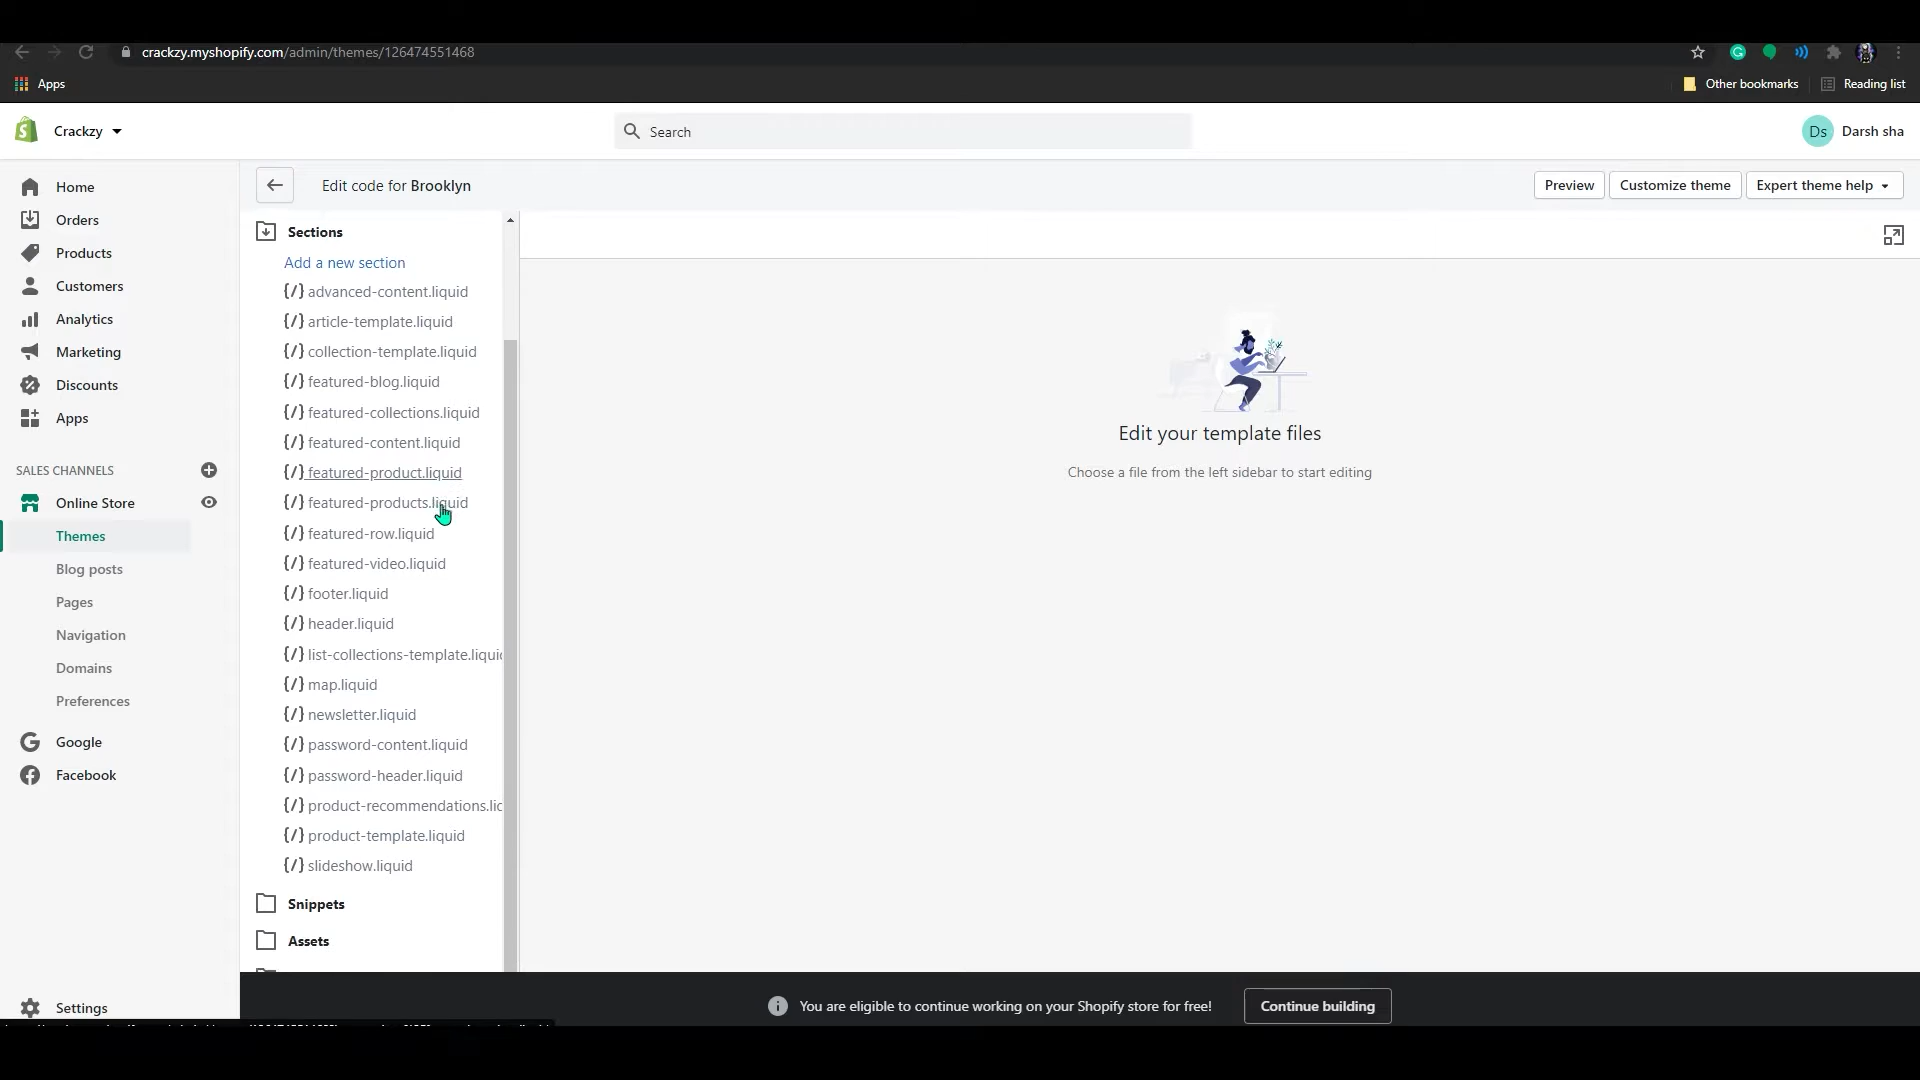 crackzy.myshopify.com/admin/themes/126474551468
Apps
Other bookmarks
Reading list
Crackzy
Search
Ds
Darsh sha
Home
Orders
Products
Customers
Analytics
Marketing
Discounts
Apps
SALES CHANNELS
Online Store
Themes
Blog posts
Pages
Navigation
Domains
Preferences
Google
Facebook
Settings
Edit code for Brooklyn
Preview
Customize theme
Expert theme help
Sections
Add a new section
{/} advanced-content.liquid
{/} article-template.liquid
{/} collection-template.liquid
{/} featured-blog.liquid
{/} featured-collections.liquid
{/} featured-content.liquid
{/} featured-product.liquid
{/} featured-products.liquid
{/} featured-row.liquid
{/} featured-video.liquid
{/} footer.liquid
{/} header.liquid
{/} list-collections-template.liqui
{/} map.liquid
{/} newsletter.liquid
{/} password-content.liquid
{/} password-header.liquid
{/} product-recommendations.lic
{/} product-template.liquid
{/} slideshow.liquid
Snippets
Assets
Edit your template files
Choose a file from the left sidebar to start editing
You are eligible to continue working on your Shopify store for free!
Continue building